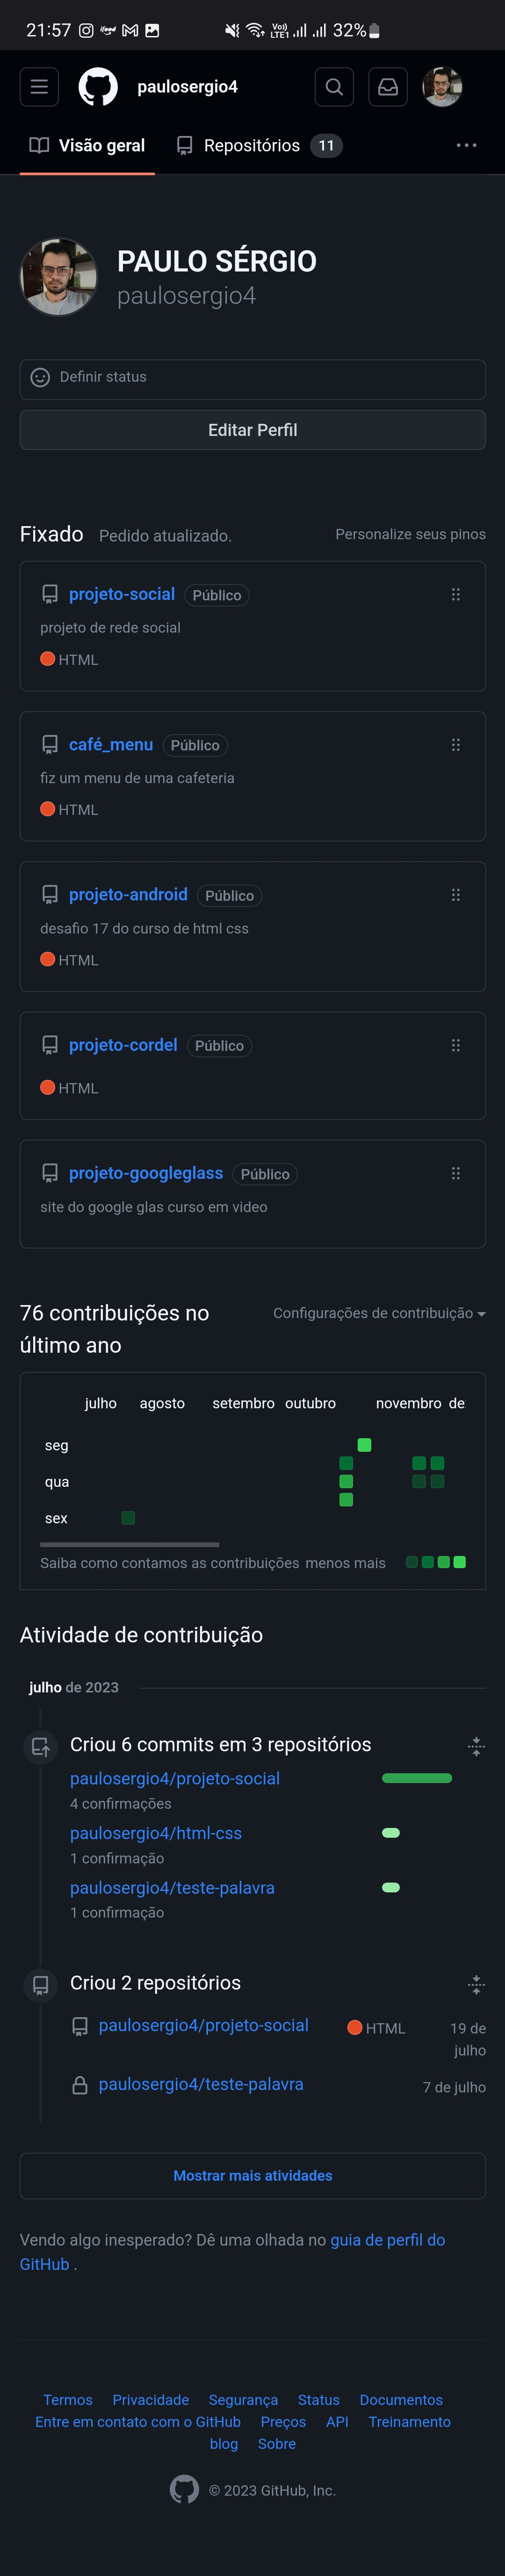 21:57 Vo)) LTE1 32%
paulosergio4
Visão geral Repositórios 11
PAULO SÉRGIO
paulosergio4
Definir status
Editar Perfil
Fixado Pedido atualizado. Personalize seus pinos
projeto-social Público
projeto de rede social
HTML
café_menu Público
fiz um menu de uma cafeteria
HTML
projeto-android Público
desafio 17 do curso de html css
HTML
projeto-cordel Público
HTML
projeto-googleglass Público
site do google glas curso em video
76 contribuições no Configurações de contribuição
último ano
julho agosto setembro outubro novembro de
seg
qua
sex
Saiba como contamos as contribuições menos mais
Atividade de contribuição
julho de 2023
Criou 6 commits em 3 repositórios
paulosergio4/projeto-social
4 confirmações
paulosergio4/html-css
1 confirmação
paulosergio4/teste-palavra
1 confirmação
Criou 2 repositórios
paulosergio4/projeto-social HTML 19 de
julho
paulosergio4/teste-palavra 7 de julho
Mostrar mais atividades
Vendo algo inesperado? Dê uma olhada no guia de perfil do
GitHub .
Termos Privacidade Segurança Status Documentos
Entre em contato com o GitHub Preços API Treinamento
blog Sobre
© 2023 GitHub, Inc.